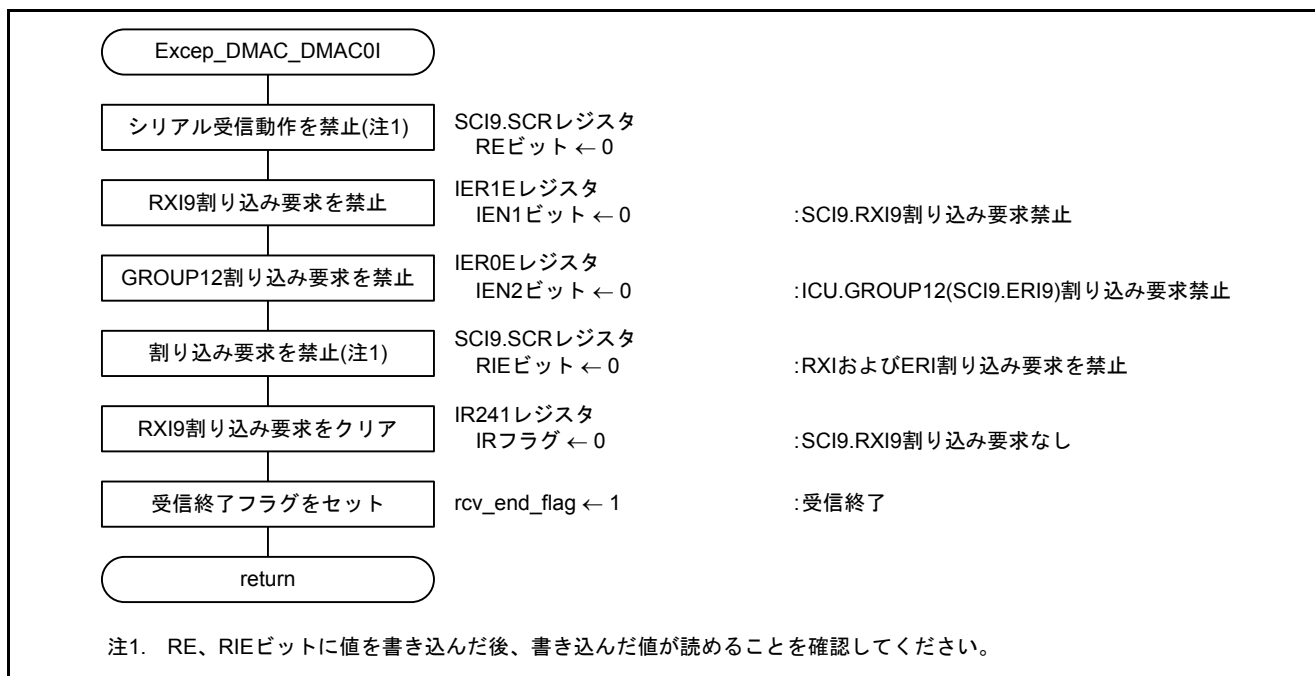 Excep_DMAC_DMAC0I
シリアル受信動作を禁止(注1)
SCI9.SCRレジスタ
REビット ← 0
RXI9割り込み要求を禁止
IER1Eレジスタ
IEN1ビット ← 0 :SCI9.RXI9割り込み要求禁止
GROUP12割り込み要求を禁止
IER0Eレジスタ
IEN2ビット ← 0 :ICU.GROUP12(SCI9.ERI9)割り込み要求禁止
割り込み要求を禁止(注1)
SCI9.SCRレジスタ
RIEビット ← 0 :RXIおよびERI割り込み要求を禁止
RXI9割り込み要求をクリア
IR241レジスタ
IRフラグ ← 0 :SCI9.RXI9割り込み要求なし
受信終了フラグをセット
rcv_end_flag ← 1 :受信終了
return
注1. RE、RIEビットに値を書き込んだ後、書き込んだ値が読めることを確認してください。